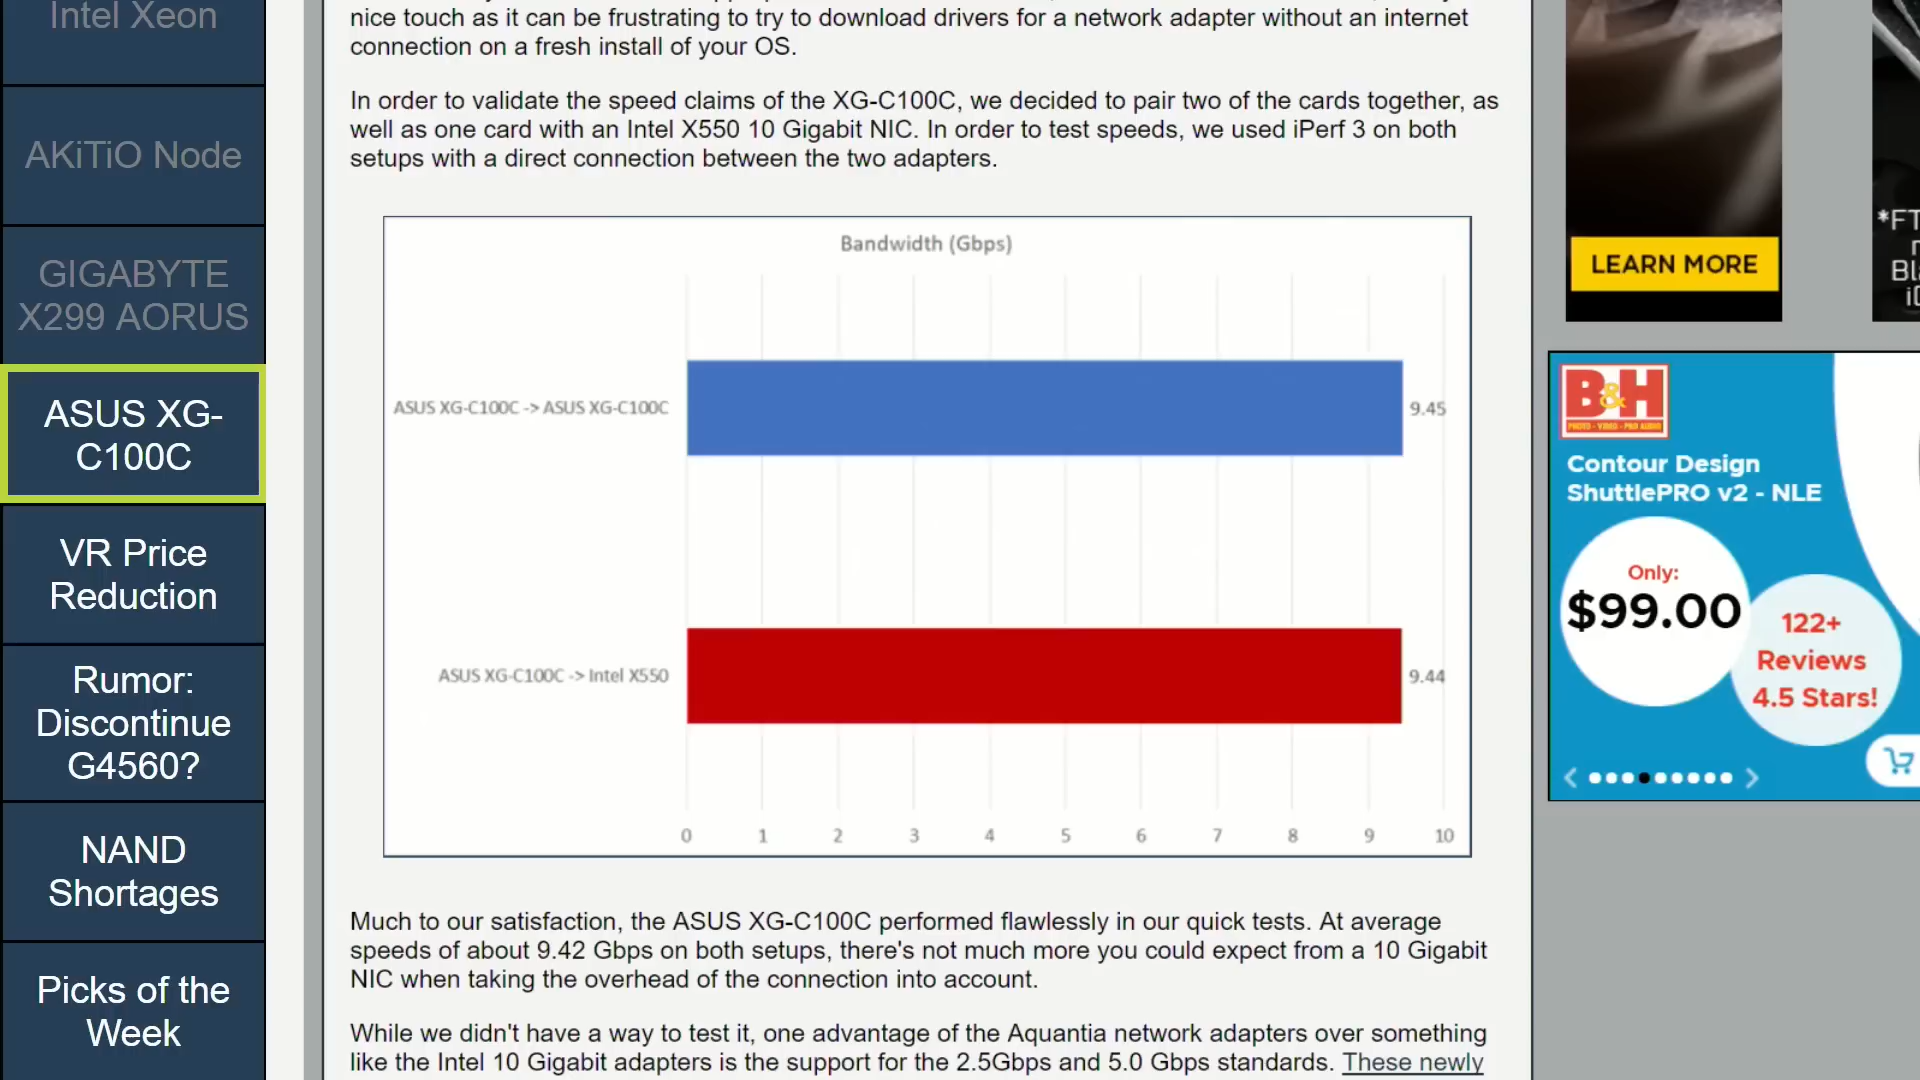 Intel Xeon
AKiTiO Node
GIGABYTE
X299 AORUS
ASUS XG-
C100C
VR Price
Reduction
Rumor:
Discontinue
G4560?
NAND
Shortages
Picks of the
Week
nice touch as it can be frustrating to try to download drivers for a network adapter without an internet
connection on a fresh install of your OS.
In order to validate the speed claims of the XG-C100C, we decided to pair two of the cards together, as
well as one card with an Intel X550 10 Gigabit NIC. In order to test speeds, we used iPerf 3 on both
setups with a direct connection between the two adapters.
Bandwidth (Gbps)
ASUS XG-C100C -> ASUS XG-C100C
9.45
ASUS XG-C100C -> Intel X550
9.44
0 1 2 3 4 5 6 7 8 9 10
Much to our satisfaction, the ASUS XG-C100C performed flawlessly in our quick tests. At average
speeds of about 9.42 Gbps on both setups, there's not much more you could expect from a 10 Gigabit
NIC when taking the overhead of the connection into account.
While we didn't have a way to test it, one advantage of the Aquantia network adapters over something
like the Intel 10 Gigabit adapters is the support for the 2.5Gbps and 5.0 Gbps standards. These newly
LEARN MORE
*FT
B&H
PHOTO - VIDEO - PRO AUDIO
Contour Design
ShuttlePRO v2 - NLE
Only:
$99.00
122+
Reviews
4.5 Stars!